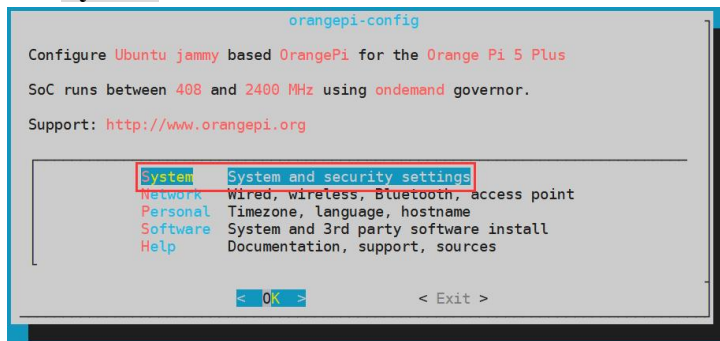 orangepi-config
Configure Ubuntu jammy based OrangePi for the Orange Pi 5 Plus
SoC runs between 408 and 2400 MHz using ondemand governor.
Support: http://www.orangepi.org
System System and security settings
Network Wired, wireless, Bluetooth, access point
Personal Timezone, language, hostname
Software System and 3rd party software install
Help Documentation, support, sources
< OK > < Exit >